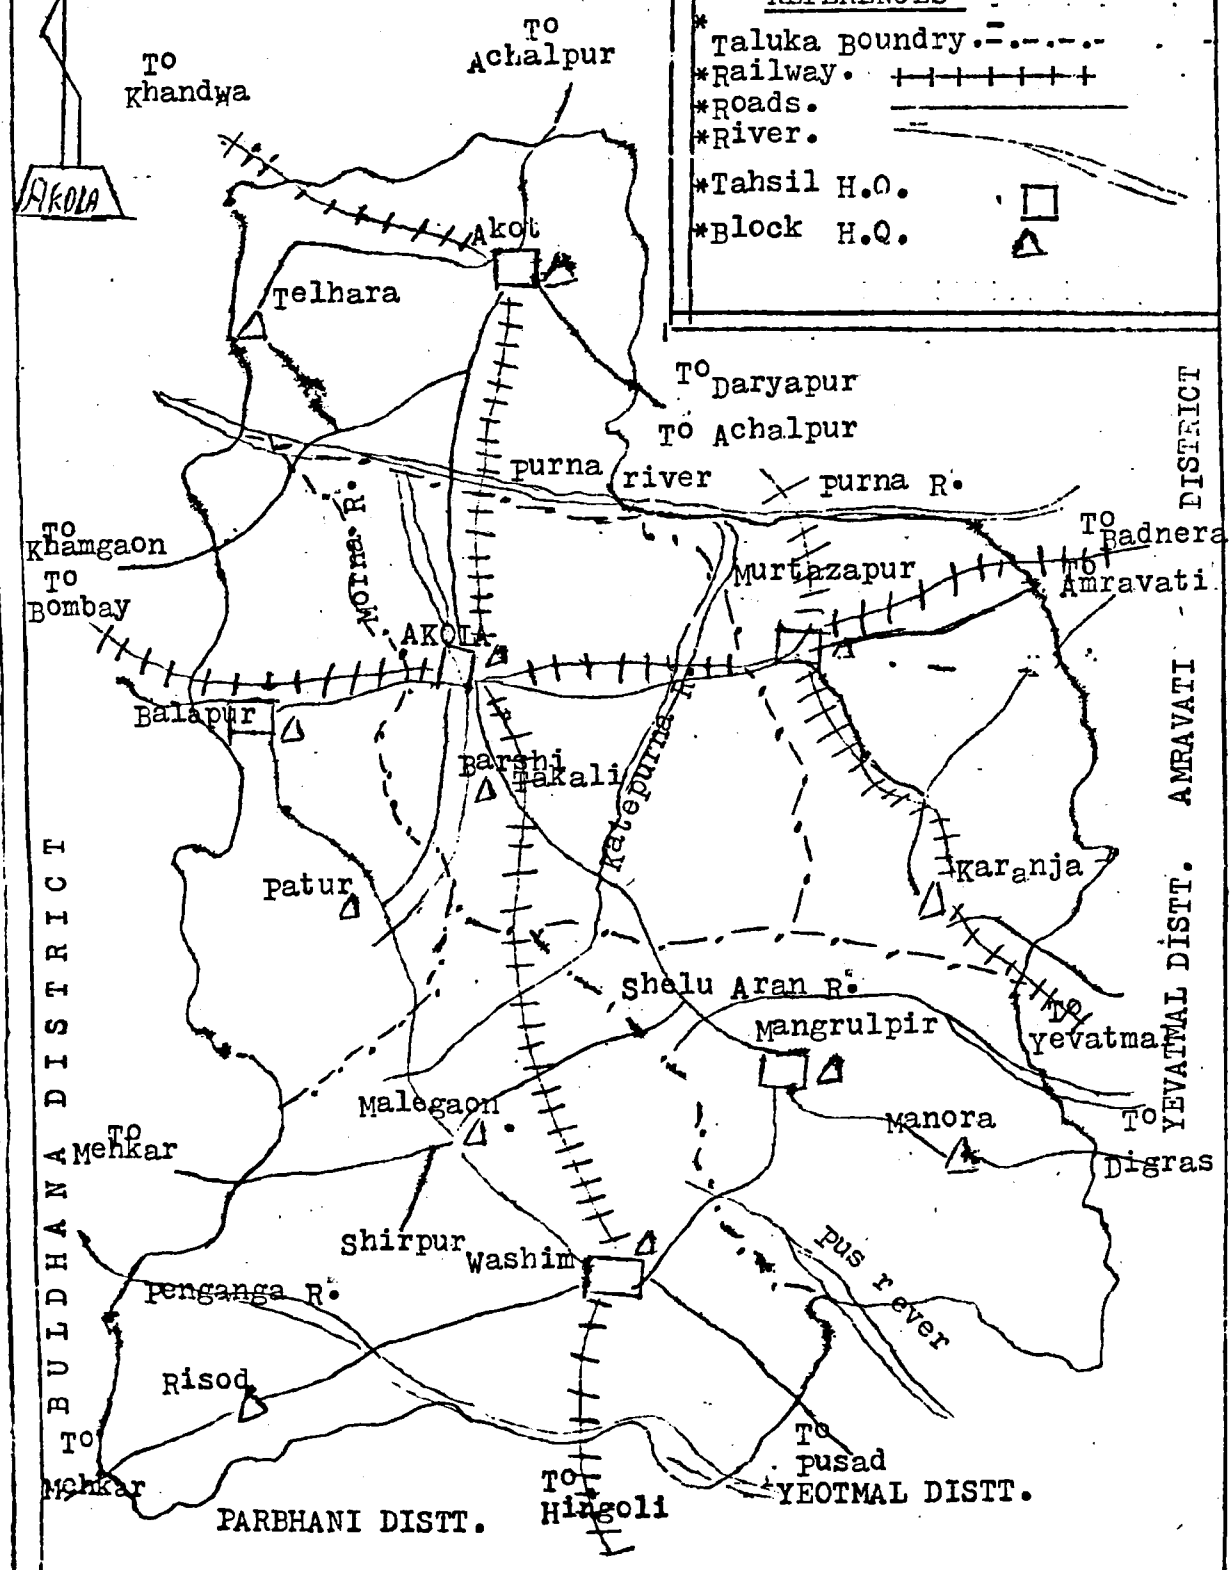 REFERENCES
*Taluka Boundry.
*Railway.
*Roads.
*River.
*Tahsil H.Q.
*Block H.Q.
To
Achalpur
To
Khandwa
AKOLA
Akot
Telhara
To Daryapur
To Achalpur
Purna river
Purna R.
Morna R.
To
Khamgaon
To
Bombay
To
Badnera
To
Amravati
Murtazapur
AKOLA
Balapur
Barshi
Takali
Katepurna R.
Patur
Karanja
Shelu
Aran R.
Mangrulpir
To
Yevatmal
Malegaon
Manora
To
Digras
To
Mehkar
Shirpur
Washim
Pus rever
Penganga R.
Risod
To
Mehkar
To
Pusad
To
Hingoli
PARBHANI DISTT.
YEOTMAL DISTT.
BULDHANA DISTRICT
AMRAVATI DISTRICT
YEVATMAL DISTT.